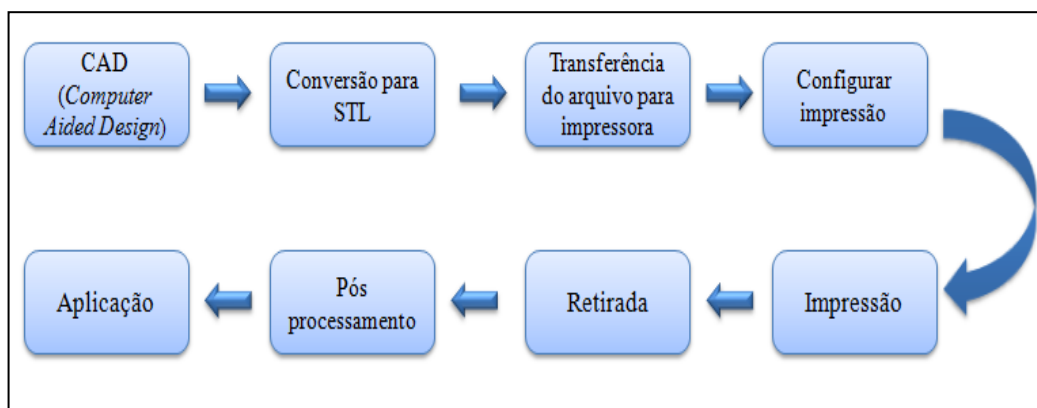 CAD
(Computer
Aided Design)
Conversão para
STL
Transferência
do arquivo para
impressora
Configurar
impressão
Impressão
Retirada
Pós
processamento
Aplicação